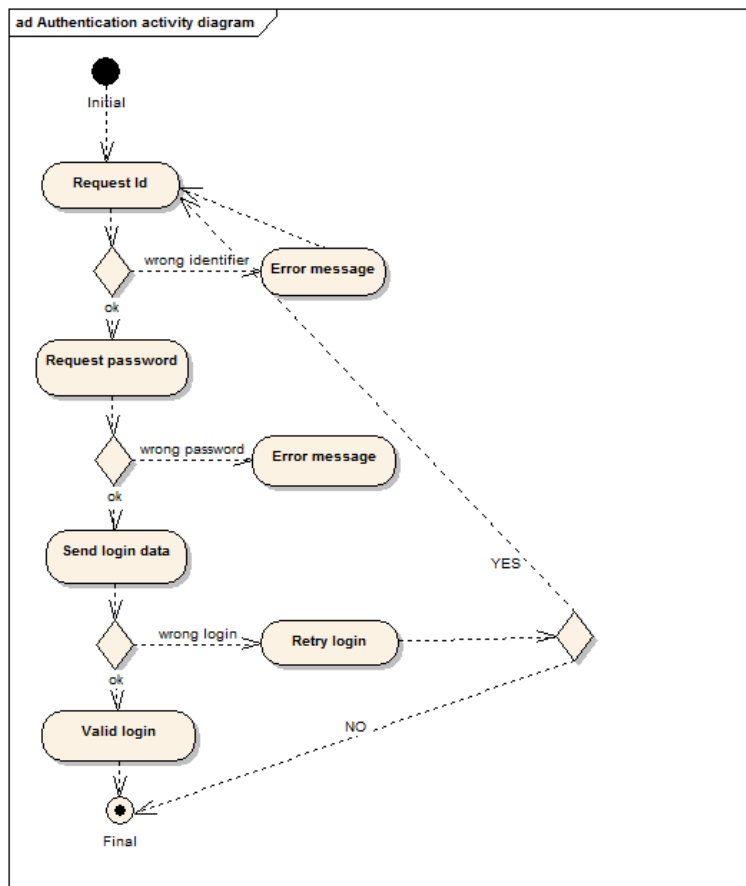 ad Authentication activity diagram
Initial
Request Id
wrong identifier
Error message
ok
Request password
wrong password
Error message
ok
Send login data
YES
wrong login
Retry login
ok
Valid login
NO
Final